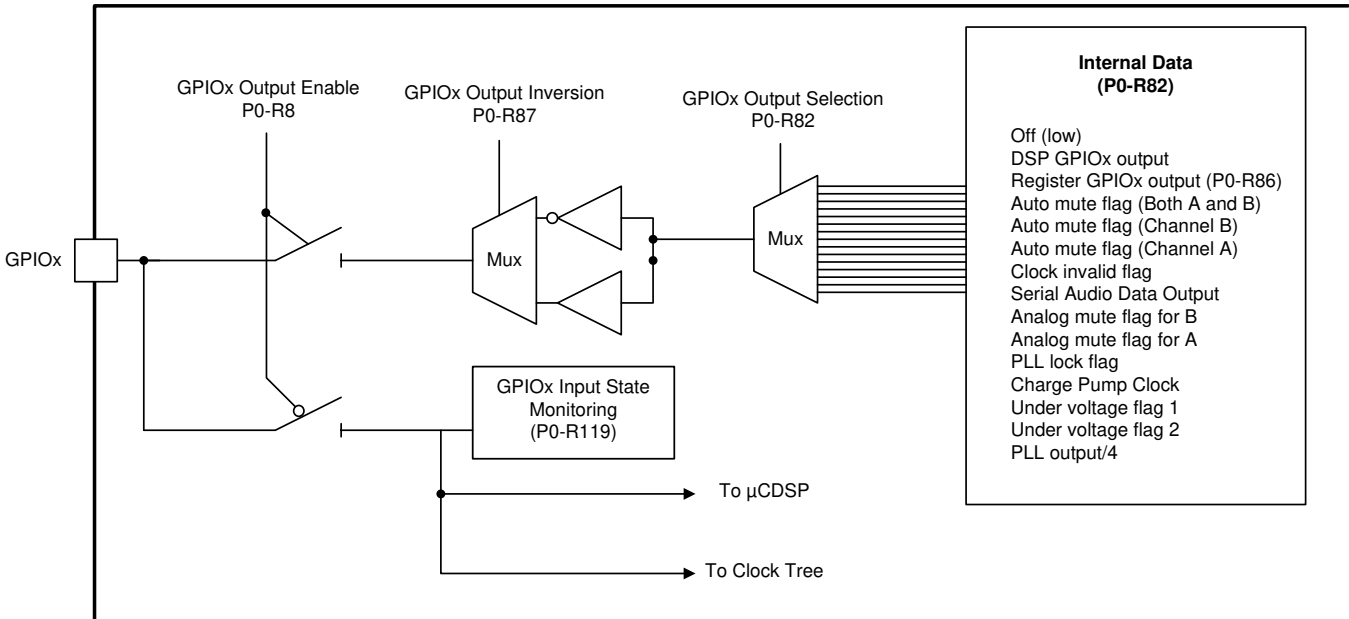 GPIOx Output Enable
P0-R8
GPIOx Output Inversion
P0-R87
GPIOx Output Selection
P0-R82
Internal Data
(P0-R82)
Off (low)
DSP GPIOx output
Register GPIOx output (P0-R86)
Auto mute flag (Both A and B)
Auto mute flag (Channel B)
Auto mute flag (Channel A)
Clock invalid flag
Serial Audio Data Output
Analog mute flag for B
Analog mute flag for A
PLL lock flag
Charge Pump Clock
Under voltage flag 1
Under voltage flag 2
PLL output/4
GPIOx
Mux
Mux
GPIOx Input State
Monitoring
(P0-R119)
To µCDSP
To Clock Tree